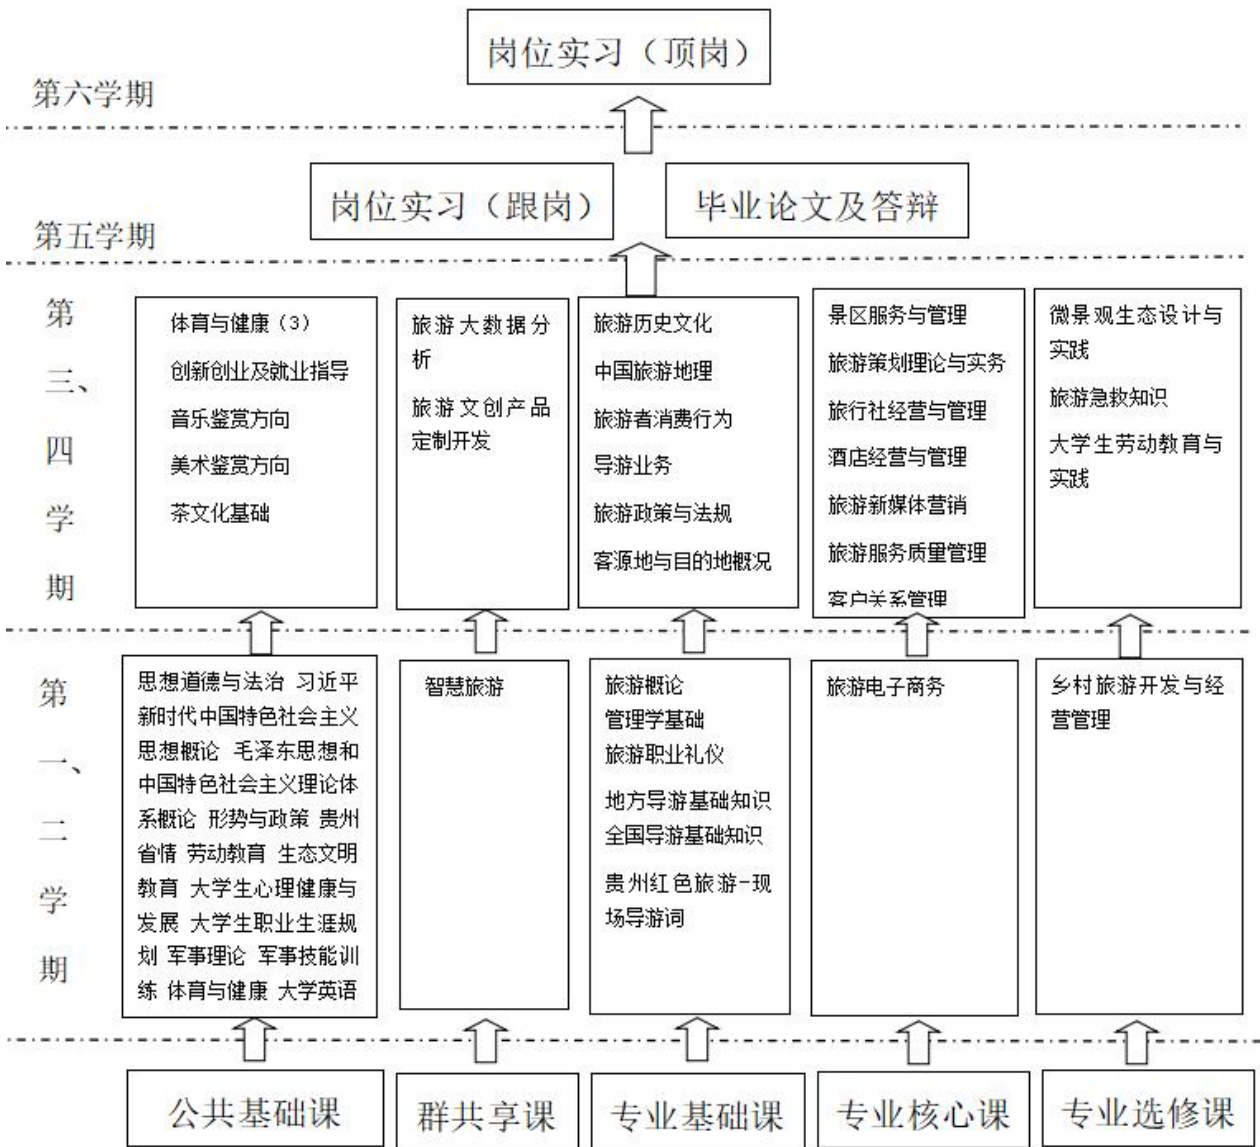 岗位实习（顶岗）
第六学期
岗位实习（跟岗）
毕业论文及答辩
第五学期
第三、四学期
体育与健康（3）
创新创业及就业指导
音乐鉴赏方向
美术鉴赏方向
茶文化基础
旅游大数据分
析
旅游文创产品
定制开发
旅游历史文化
中国旅游地理
旅游者消费行为
导游业务
旅游政策与法规
客源地与目的地概况
景区服务与管理
旅游策划理论与实务
旅行社经营与管理
酒店经营与管理
旅游新媒体营销
旅游服务质量管理
客户关系管理
微景观生态设计与
实践
旅游急救知识
大学生劳动教育与
实践
第一、二学期
思想道德与法治 习近平
新时代中国特色社会主义
思想概论 毛泽东思想和
中国特色社会主义理论体
系概论 形势与政策 贵州
省情 劳动教育 生态文明
教育 大学生心理健康与
发展 大学生职业生涯规
划 军事理论 军事技能训
练 体育与健康 大学英语
智慧旅游
旅游概论
管理学基础
旅游职业礼仪
地方导游基础知识
全国导游基础知识
贵州红色旅游-现
场导游词
旅游电子商务
乡村旅游开发与经
营管理
公共基础课
群共享课
专业基础课
专业核心课
专业选修课